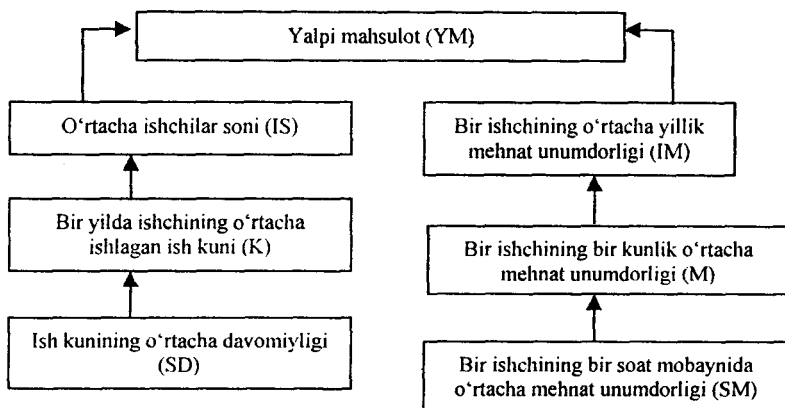 Yalpi mahsulot (YM)
O‘rtacha ishchilar soni (IS)
Bir yilda ishchining o‘rtacha
ishlagan ish kuni (K)
Ish kunining o‘rtacha davomiyligi
(SD)
Bir ishchining o‘rtacha yillik
mehnat unumdorligi (IM)
Bir ishchining bir kunlik o‘rtacha
mehnat unumdorligi (M)
Bir ishchining bir soat mobaynida
o‘rtacha mehnat unumdorligi (SM)